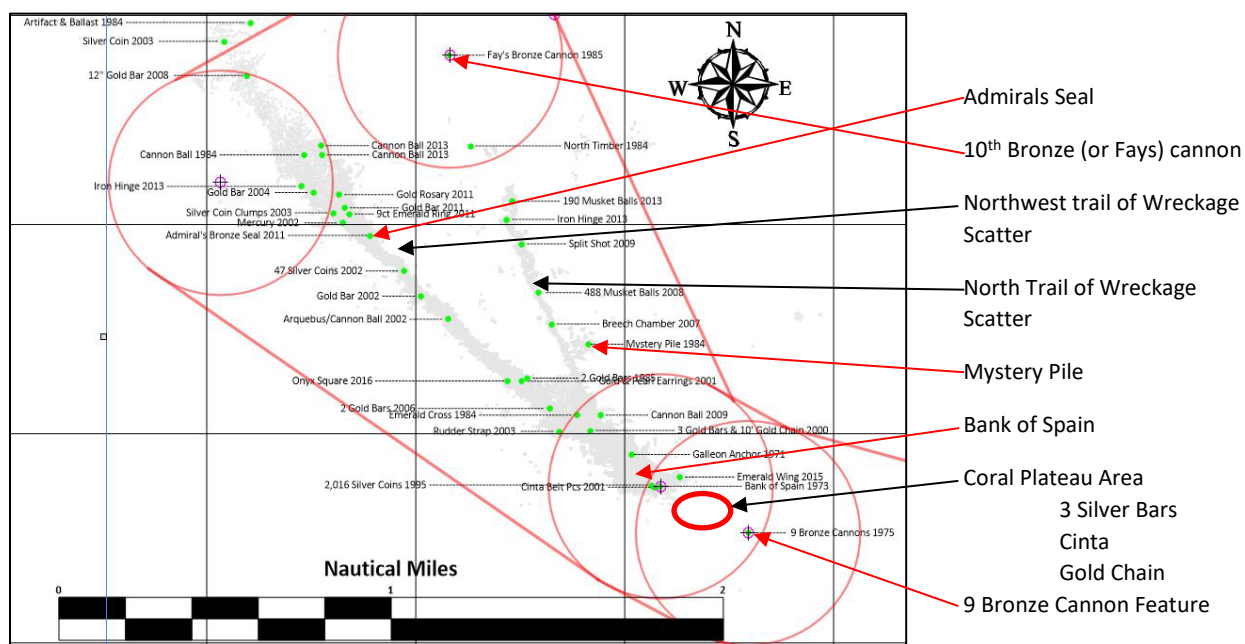 Artifact & Ballast 1984
Silver Coin 2003
12" Gold Bar 2008
Fay's Bronze Cannon 1985
N
W
E
S
Cannon Ball 2013
Cannon Ball 1984
Cannon Ball 2013
North Timber 1984
Iron Hinge 2013
Gold Bar 2004
Gold Rosary 2011
190 Musket Balls 2013
Gold Bar 2011
Silver Coin Clumps 2003
9ct Emerald Ring 2011
Iron Hinge 2013
Mercury 2002
Admiral's Bronze Seal 2011
Split Shot 2009
47 Silver Coins 2002
Gold Bar 2002
488 Musket Balls 2008
Arquebus/Cannon Ball 2002
Breech Chamber 2007
Mystery Pile 1984
2 Gold Bars 1985
Onyx Square 2016
Gold & Pearl Earrings 2001
2 Gold Bars 2006
Emerald Cross 1984
Cannon Ball 2009
Rudder Strap 2003
3 Gold Bars & 10' Gold Chain 2000
Galleon Anchor 1971
Emerald Wing 2015
2,016 Silver Coins 1995
Cinta Belt Pcs 2001
Bank of Spain 1973
9 Bronze Cannons 1975
Nautical Miles
0
1
2
Admirals Seal
10th Bronze (or Fays) cannon
Northwest trail of Wreckage
Scatter
North Trail of Wreckage
Scatter
Mystery Pile
Bank of Spain
Coral Plateau Area
3 Silver Bars
Cinta
Gold Chain
9 Bronze Cannon Feature